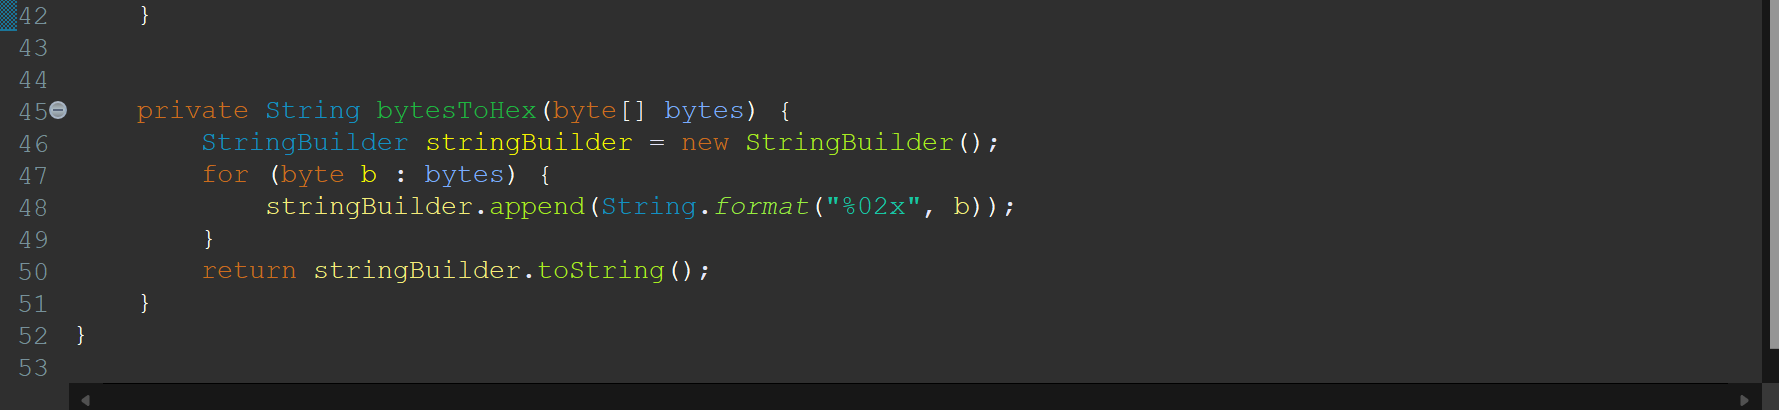 42    }
43
44
45    private String bytesToHex(byte[] bytes) {
46        StringBuilder stringBuilder = new StringBuilder();
47        for (byte b : bytes) {
48            stringBuilder.append(String.format("%02x", b));
49        }
50        return stringBuilder.toString();
51    }
52 }
53